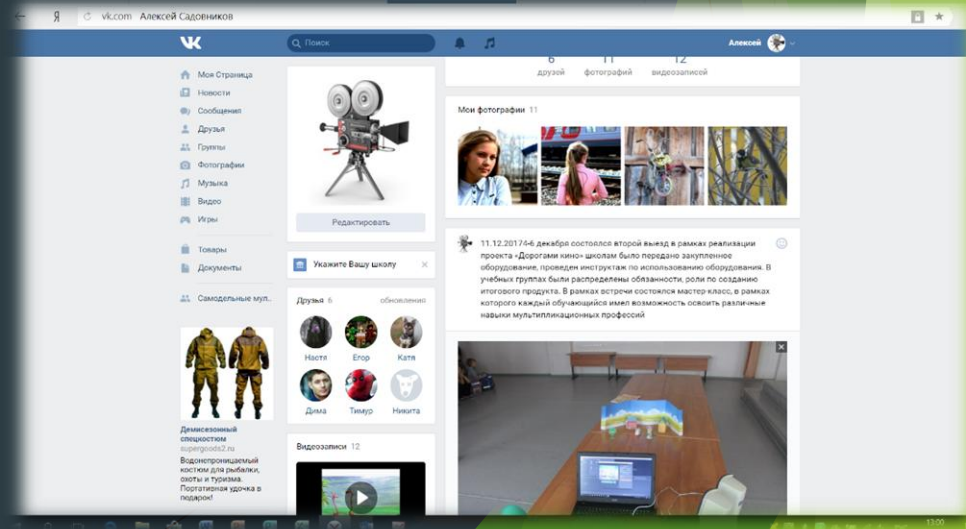 Я vk.com Алексей Садовников
Поиск
Алексей
Моя Страница
Новости
Сообщения
Друзья
Группы
Фотографии
Музыка
Видео
Игры
Товары
Документы
Самодельные мул..
Демисезонный
спецкостюм
supergoods2.ru
Водонепроницаемый
костюм для рыбалки,
охоты и туризма.
Портативная удочка в
подарок!
Редактировать
Укажите Вашу школу
Друзья 6 обновления
Настя Егор Катя
Дима Тимур Никита
Видеозаписи 12
6 11 12
друзей фотографий видеозаписей
Мои фотографии 11
11.12.20174-6 декабря состоялся второй выезд в рамках реализации
проекта «Дорогами кино» школам было передано закупленное
оборудование, проведен инструктаж по использованию оборудования. В
учебных группах были распределены обязанности, роли по созданию
итогового продукта. В рамках встречи состоялся мастер-класс, в рамках
которого каждый обучающийся имел возможность освоить различные
навыки мультипликационных профессий
13:00